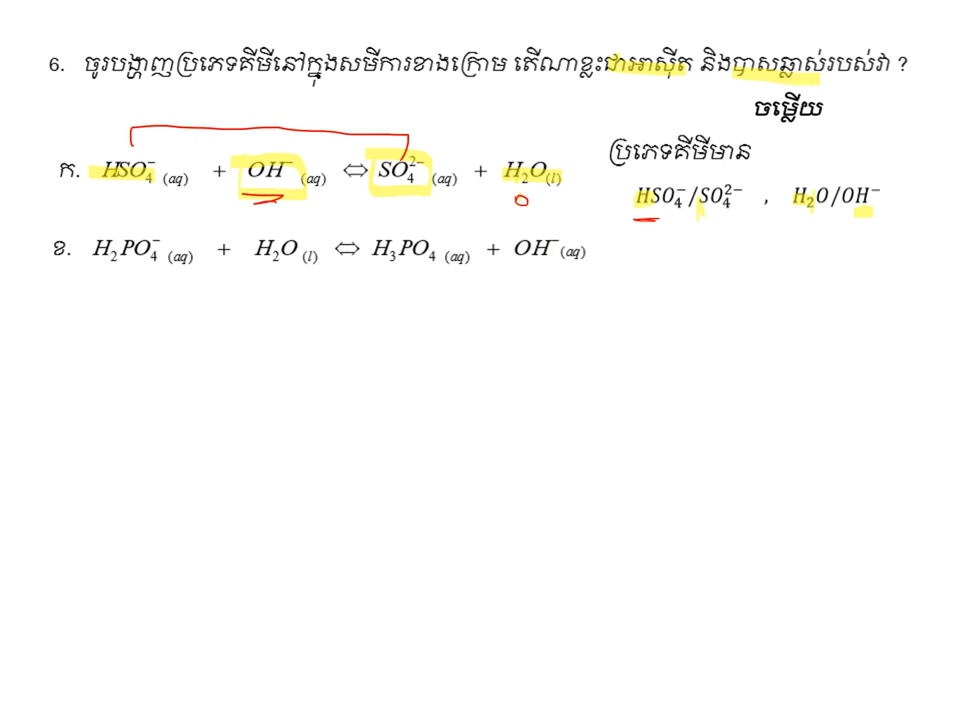 6. ចូរបង្ហាញប្រភេទគីមីនៅក្នុងសមីការខាងក្រោម តើណាខ្លះជាអាស៊ីត និងបាសឆ្លាស់របស់វា ?
ចម្លើយ
ប្រភេទគីមីមាន
ក. HSO₄⁻ (aq) + OH⁻ (aq) ⇔ SO₄²⁻ (aq) + H₂O (l)
HSO₄⁻/SO₄²⁻ , H₂O/OH⁻
ខ. H₂PO₄⁻ (aq) + H₂O (l) ⇔ H₃PO₄ (aq) + OH⁻ (aq)